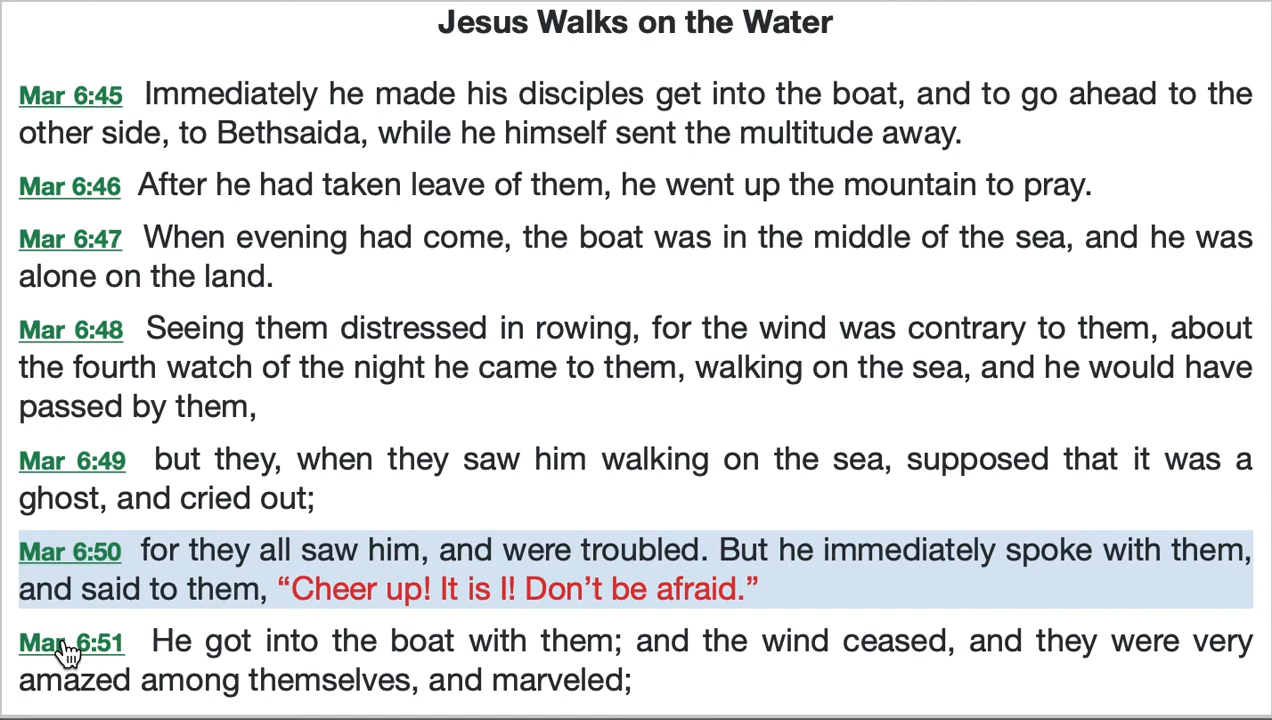 Jesus Walks on the Water
Mar 6:45 Immediately he made his disciples get into the boat, and to go ahead to the
other side, to Bethsaida, while he himself sent the multitude away.
Mar 6:46 After he had taken leave of them, he went up the mountain to pray.
Mar 6:47 When evening had come, the boat was in the middle of the sea, and he was
alone on the land.
Mar 6:48 Seeing them distressed in rowing, for the wind was contrary to them, about
the fourth watch of the night he came to them, walking on the sea, and he would have
passed by them,
Mar 6:49 but they, when they saw him walking on the sea, supposed that it was a
ghost, and cried out;
Mar 6:50 for they all saw him, and were troubled. But he immediately spoke with them,
and said to them, “Cheer up! It is I! Don’t be afraid.”
Mar 6:51 He got into the boat with them; and the wind ceased, and they were very
amazed among themselves, and marveled;